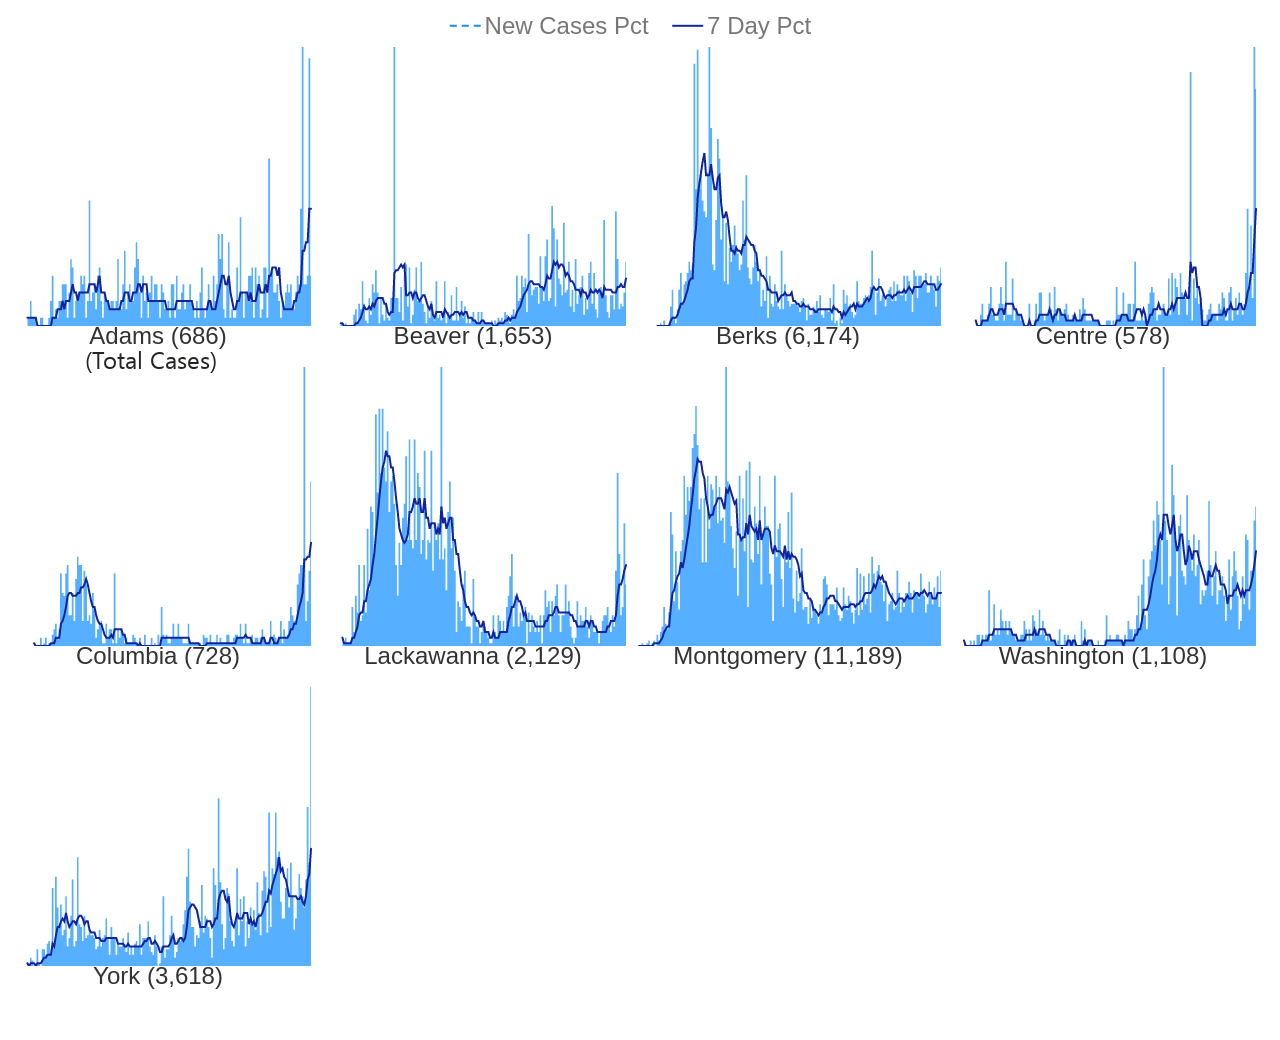 New Cases Pct 7 Day Pct
Adams (686)
(Total Cases)
Beaver (1,653)
Berks (6,174)
Centre (578)
Columbia (728)
Lackawanna (2,129)
Montgomery (11,189)
Washington (1,108)
York (3,618)